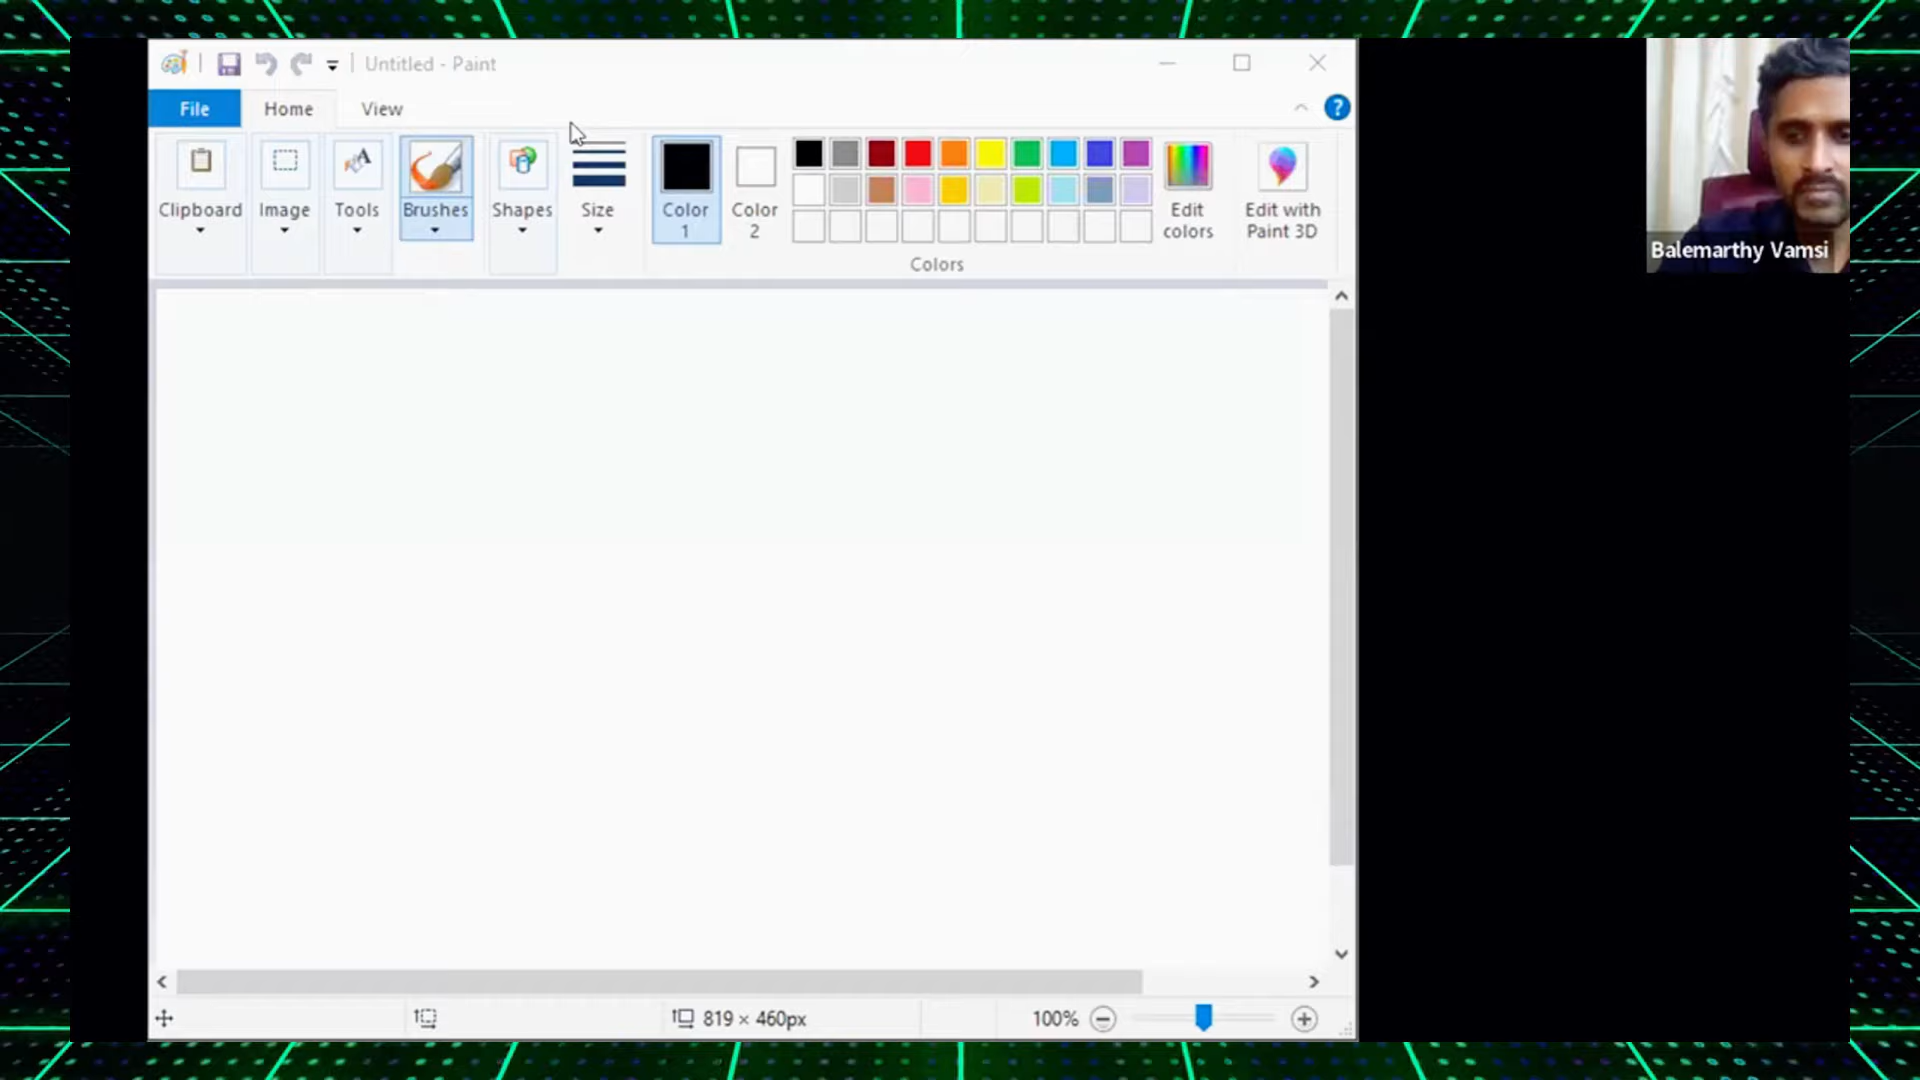 Untitled - Paint
File Home View
?
Clipboard Image Tools Brushes Shapes Size Color 1 Color 2 Edit colors Edit with Paint 3D
Colors
Balemarthy Vamsi
819 × 460px 100%